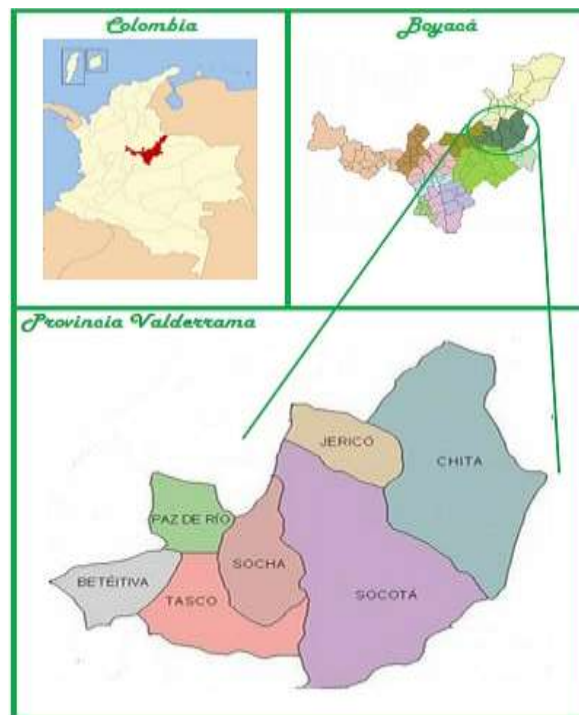 Colombia
Boyacá
Provincia Valderrama
JERICÓ
CHITA
PAZ DE RÍO
SOCHA
BETÉITIVA
TASCO
SOCOTÁ